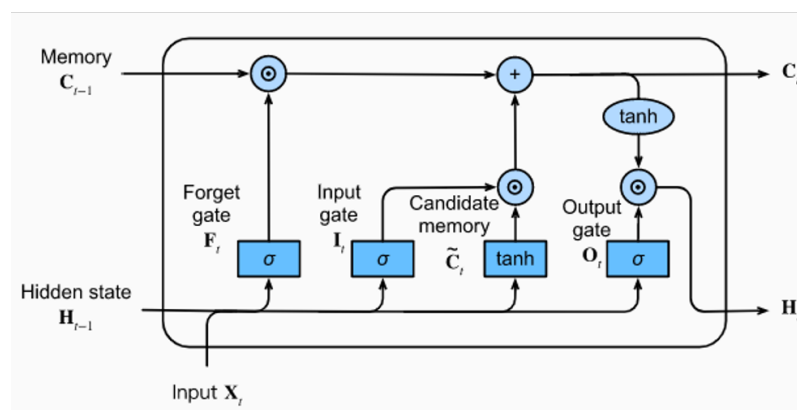 Memory
C_{t−1}
⊙
+
C
tanh
Forget
gate
F_t
Input
gate
I_t
⊙
Candidate
memory
C̃_t
⊙
Output
gate
O_t
σ
σ
tanh
σ
Hidden state
H_{t−1}
H
Input X_t